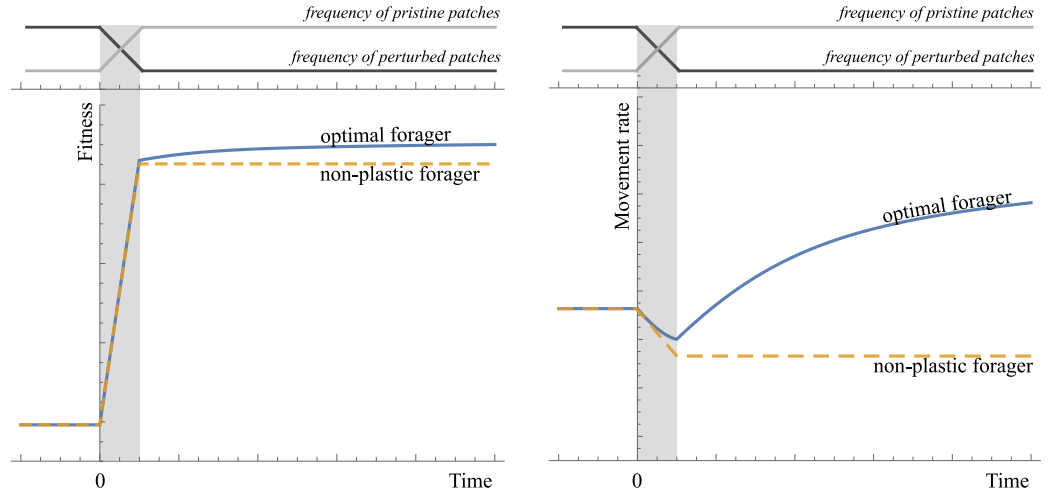 frequency of pristine patches
frequency of perturbed patches
Fitness
optimal forager
non-plastic forager
0
Time
frequency of pristine patches
frequency of perturbed patches
Movement rate
optimal forager
non-plastic forager
0
Time